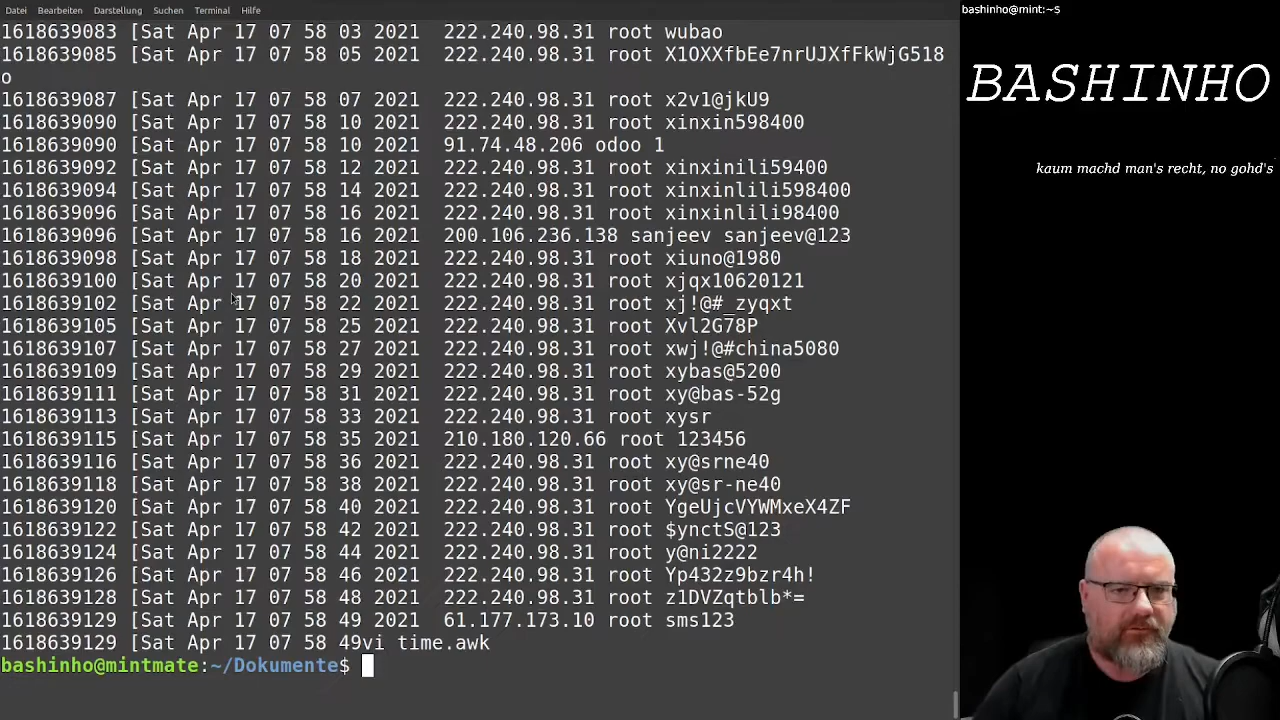 Datei Bearbeiten Darstellung Suchen Terminal Hilfe
bashinho@mint:~$
1618639083 [Sat Apr 17 07 58 03 2021  222.240.98.31 root wubao
1618639085 [Sat Apr 17 07 58 05 2021  222.240.98.31 root X1OXXfbEe7nrUJXfFkWjG518
o
1618639087 [Sat Apr 17 07 58 07 2021  222.240.98.31 root x2v1@jkU9
1618639090 [Sat Apr 17 07 58 10 2021  222.240.98.31 root xinxin598400
1618639090 [Sat Apr 17 07 58 10 2021  91.74.48.206 odoo 1
1618639092 [Sat Apr 17 07 58 12 2021  222.240.98.31 root xinxinili59400
1618639094 [Sat Apr 17 07 58 14 2021  222.240.98.31 root xinxinlili598400
1618639096 [Sat Apr 17 07 58 16 2021  222.240.98.31 root xinxinlili98400
1618639096 [Sat Apr 17 07 58 16 2021  200.106.236.138 sanjeev sanjeev@123
1618639098 [Sat Apr 17 07 58 18 2021  222.240.98.31 root xiuno@1980
1618639100 [Sat Apr 17 07 58 20 2021  222.240.98.31 root xjqx10620121
1618639102 [Sat Apr 17 07 58 22 2021  222.240.98.31 root xj!@#_zyqxt
1618639105 [Sat Apr 17 07 58 25 2021  222.240.98.31 root Xvl2G78P
1618639107 [Sat Apr 17 07 58 27 2021  222.240.98.31 root xwj!@#china5080
1618639109 [Sat Apr 17 07 58 29 2021  222.240.98.31 root xybas@5200
1618639111 [Sat Apr 17 07 58 31 2021  222.240.98.31 root xy@bas-52g
1618639113 [Sat Apr 17 07 58 33 2021  222.240.98.31 root xysr
1618639115 [Sat Apr 17 07 58 35 2021  210.180.120.66 root 123456
1618639116 [Sat Apr 17 07 58 36 2021  222.240.98.31 root xy@srne40
1618639118 [Sat Apr 17 07 58 38 2021  222.240.98.31 root xy@sr-ne40
1618639120 [Sat Apr 17 07 58 40 2021  222.240.98.31 root YgeUjcVYWMxeX4ZF
1618639122 [Sat Apr 17 07 58 42 2021  222.240.98.31 root $ynctS@123
1618639124 [Sat Apr 17 07 58 44 2021  222.240.98.31 root y@ni2222
1618639126 [Sat Apr 17 07 58 46 2021  222.240.98.31 root Yp432z9bzr4h!
1618639128 [Sat Apr 17 07 58 48 2021  222.240.98.31 root z1DVZqtblb*=
1618639129 [Sat Apr 17 07 58 49 2021  61.177.173.10 root sms123
1618639129 [Sat Apr 17 07 58 49vi time.awk
bashinho@mintmate:~/Dokumente$
BASHINHO
kaum machd man's recht, no gohd's